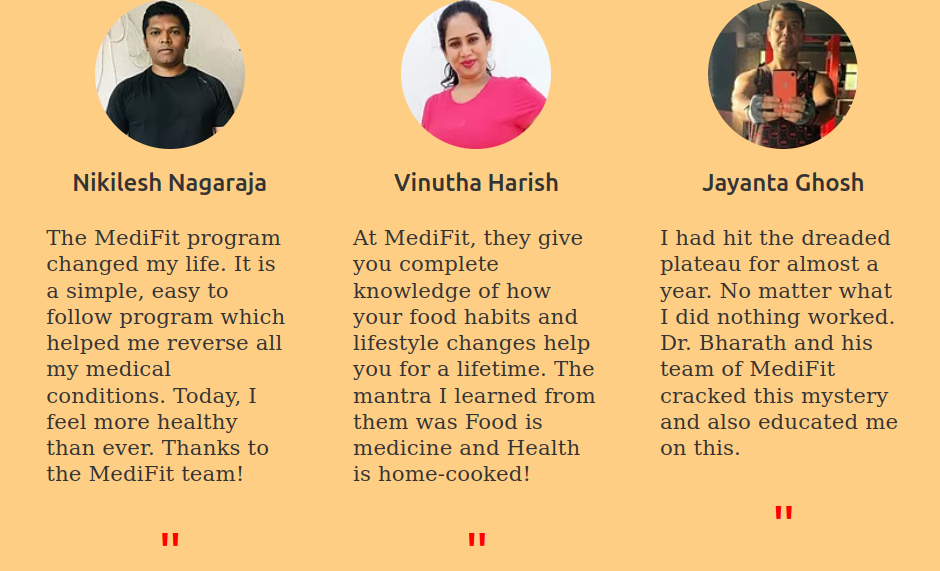 Nikilesh Nagaraja
The MediFit program
changed my life. It is
a simple, easy to
follow program which
helped me reverse all
my medical
conditions. Today, I
feel more healthy
than ever. Thanks to
the MediFit team!
"
Vinutha Harish
At MediFit, they give
you complete
knowledge of how
your food habits and
lifestyle changes help
you for a lifetime. The
mantra I learned from
them was Food is
medicine and Health
is home-cooked!
"
Jayanta Ghosh
I had hit the dreaded
plateau for almost a
year. No matter what
I did nothing worked.
Dr. Bharath and his
team of MediFit
cracked this mystery
and also educated me
on this.
"